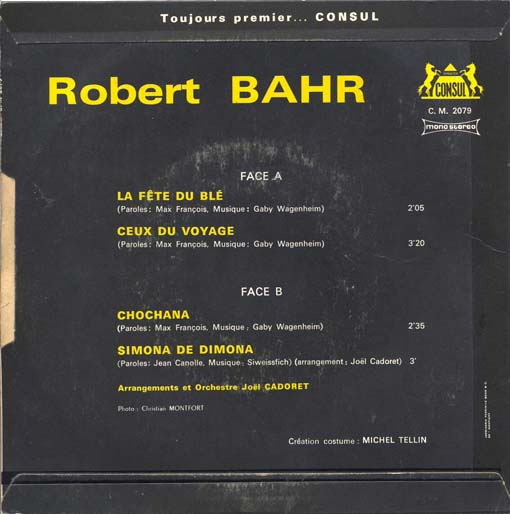 Toujours premier... CONSUL
Robert BAHR
CONSUL
C. M. 2079
mono stereo
FACE A
LA FÊTE DU BLÉ
(Paroles: Max François, Musique: Gaby Wagenheim) 2'05
CEUX DU VOYAGE
(Paroles: Max François, Musique: Gaby Wagenheim) 3'20
FACE B
CHOCHANA
(Paroles: Max François, Musique: Gaby Wagenheim) 2'35
SIMONA DE DIMONA
(Paroles: Jean Canolle, Musique: Siweissfich) (arrangement: Joël Cadoret) 3'
Arrangements et Orchestre Joël CADORET
Photo: Christian MONTFORT
Création costume: MICHEL TELLIN